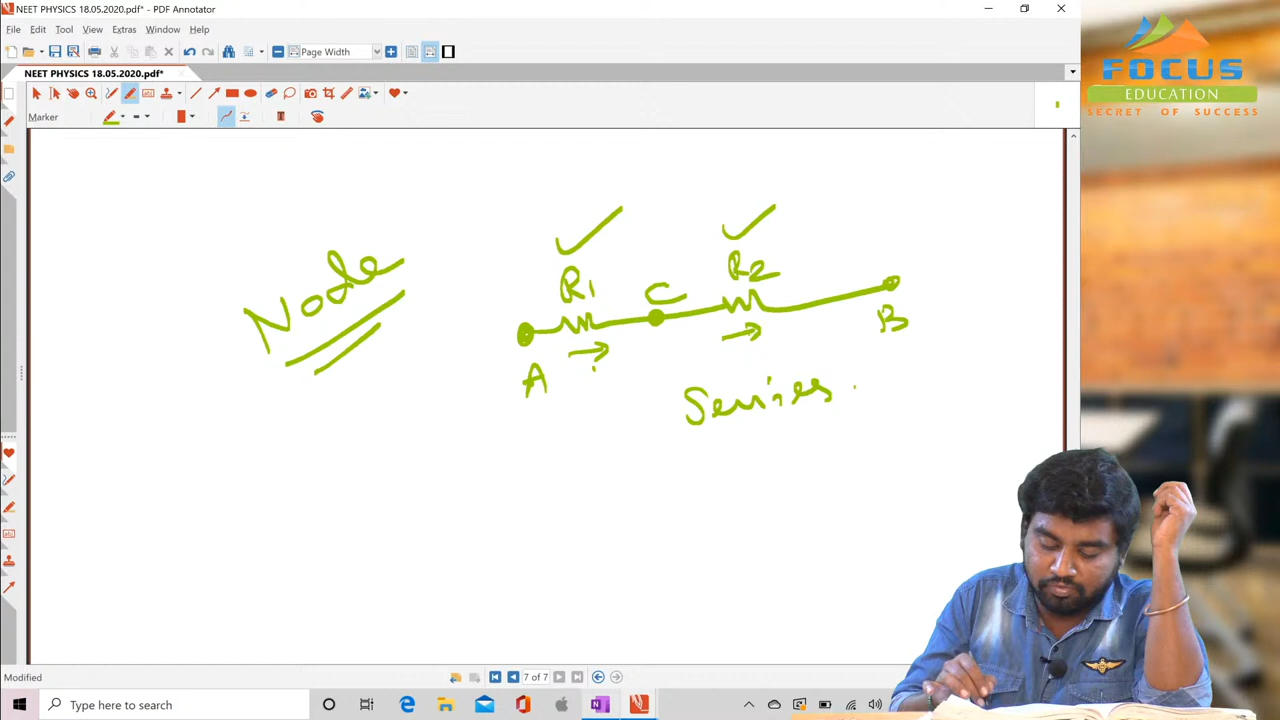 NEET PHYSICS 18.05.2020.pdf* - PDF Annotator
File Edit Tool View Extras Window Help
Page Width
NEET PHYSICS 18.05.2020.pdf*
Marker
FOCUS
EDUCATION
SECRET OF SUCCESS
Node
R1
R2
C
A
B
Series
Modified
7 of 7
Type here to search